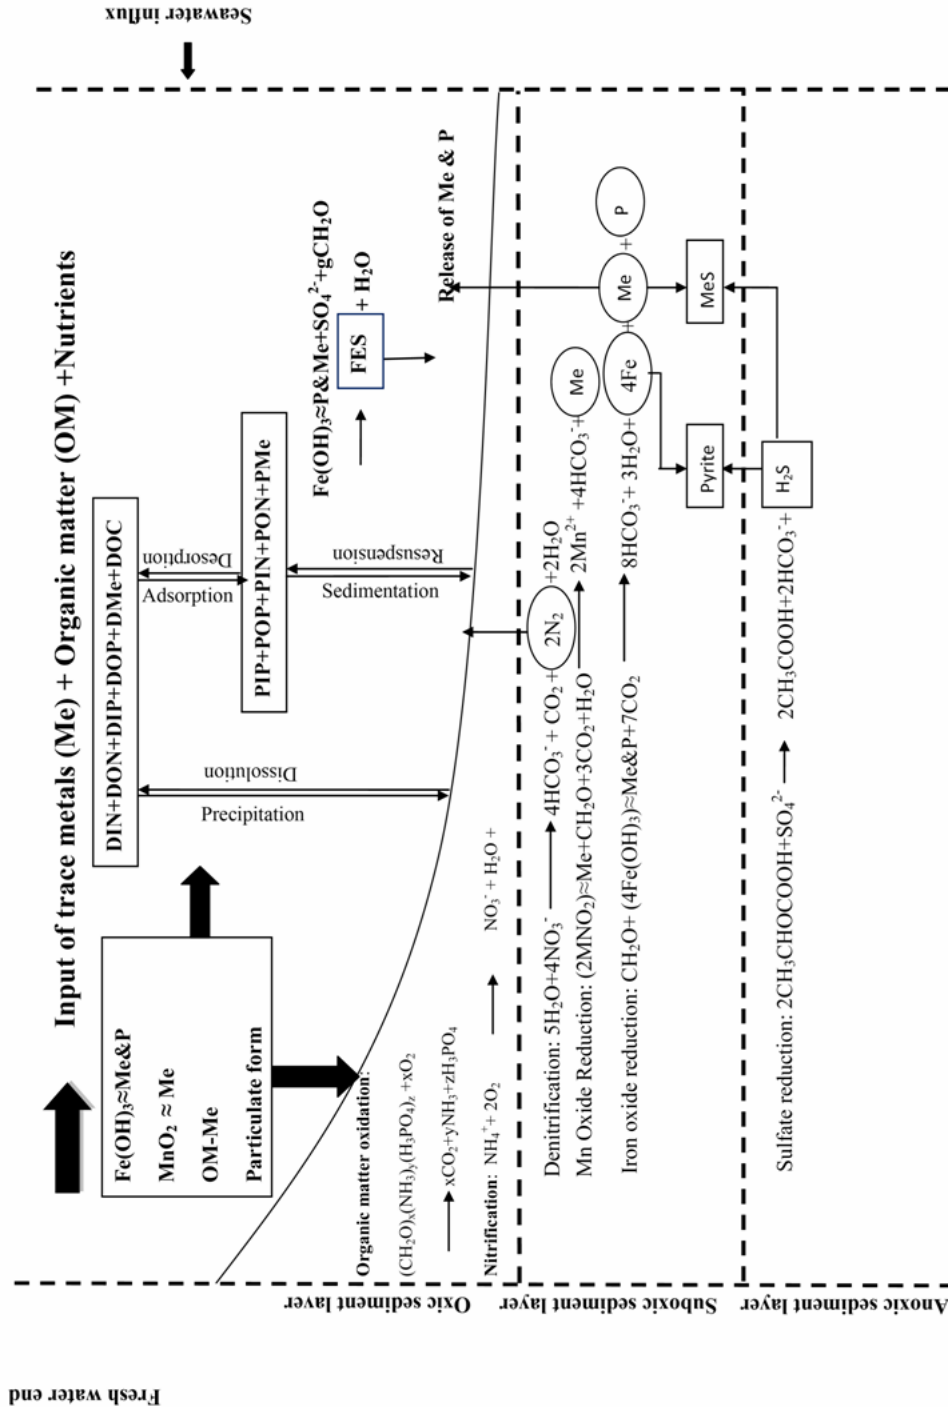 Fresh water end
Seawater influx
Input of trace metals (Me) + Organic matter (OM) +Nutrients
Fe(OH)₃≈Me&P
MnO₂ ≈ Me
OM-Me
Particulate form
DIN+DON+DIP+DOP+DMe+DOC
Precipitation
Dissolution
Adsorption
Desorption
PIP+POP+PIN+PON+PMe
Sedimentation
Resuspension
Fe(OH)₃≈P&Me+SO₄²⁻+gCH₂O
FES + H₂O
Release of Me & P
Oxic sediment layer
Organic matter oxidation:
(CH₂O)ₓ(NH₃)ᵧ(H₃PO₄)z +xO₂
⟶ xCO₂+yNH₃+zH₃PO₄
Nitrification: NH₄⁺+ 2O₂ ⟶ NO₃⁻ + H₂O +
Suboxic sediment layer
Denitrification: 5H₂O+4NO₃⁻ ⟶ 4HCO₃⁻+ CO₂ + 2N₂ +2H₂O
Mn Oxide Reduction: (2MNO₂)≈Me+CH₂O+3CO₂+H₂O ⟶ 2Mn²⁺ +4HCO₃⁻+ Me
Iron oxide reduction: CH₂O+ (4Fe(OH)₃)≈Me&P+7CO₂ ⟶ 8HCO₃⁻+ 3H₂O+ 4Fe + Me + P
Pyrite
MeS
Anoxic sediment layer
Sulfate reduction: 2CH₃CHOCOOH+SO₄²⁻ ⟶ 2CH₃COOH+2HCO₃⁻+ H₂S